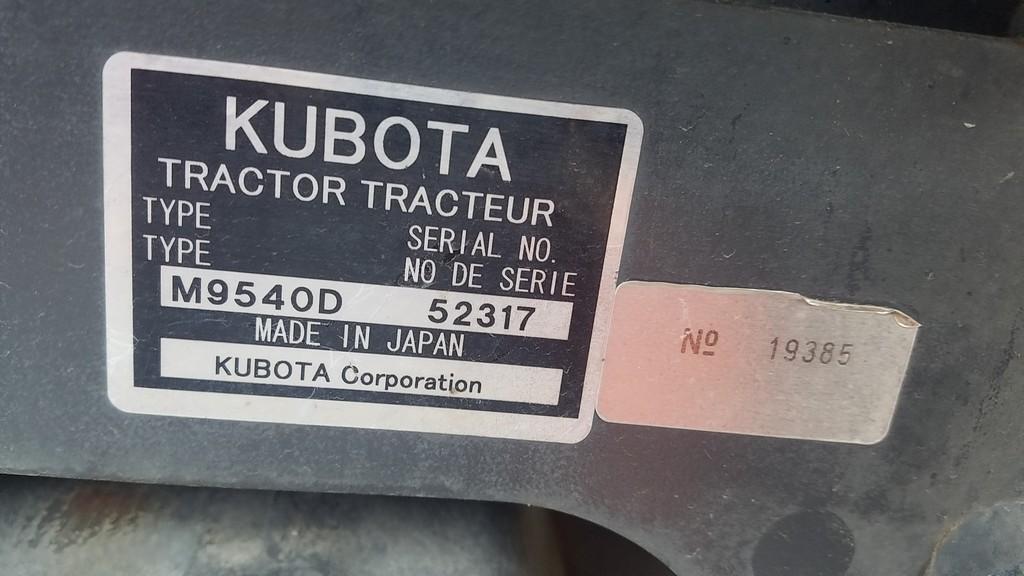 KUBOTA
TRACTOR TRACTEUR
TYPE SERIAL NO.
TYPE NO DE SERIE
M9540D 52317
MADE IN JAPAN
KUBOTA Corporation
Nº 19385